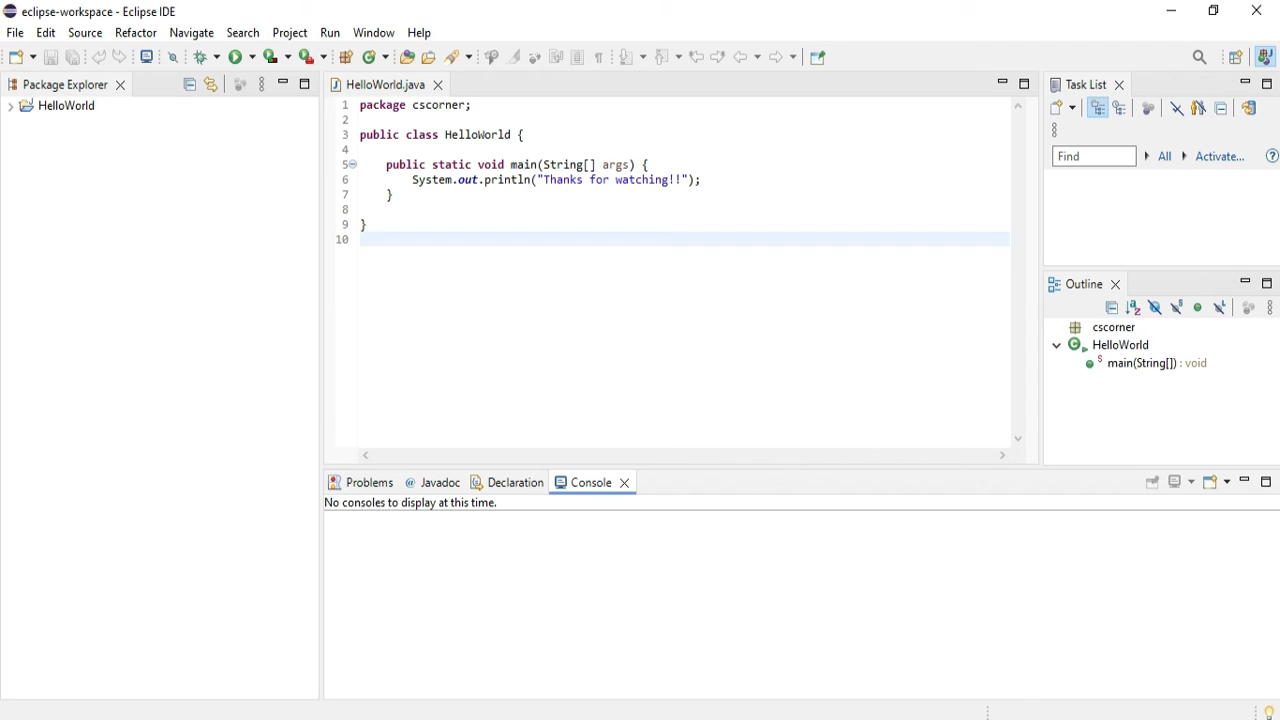 eclipse-workspace - Eclipse IDE
File Edit Source Refactor Navigate Search Project Run Window Help
Package Explorer
HelloWorld
HelloWorld.java
1 package cscorner;
2
3 public class HelloWorld {
4
5 public static void main(String[] args) {
6 System.out.println("Thanks for watching!!");
7 }
8
9 }
10
Task List
Find All Activate...
Outline
cscorner
HelloWorld
main(String[]) : void
Problems Javadoc Declaration Console
No consoles to display at this time.